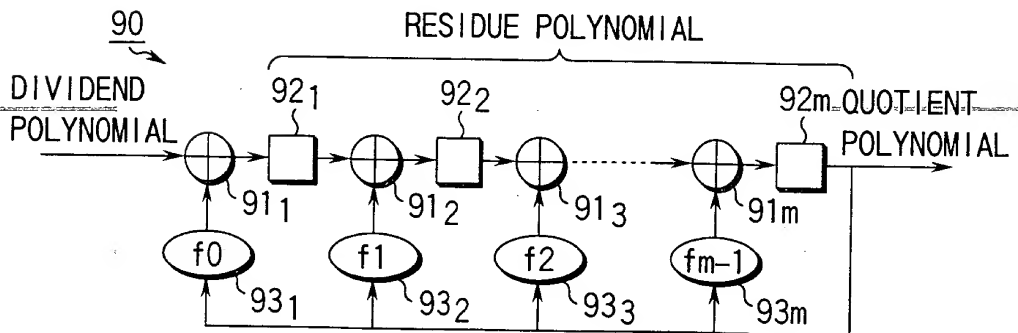 90
RESIDUE POLYNOMIAL
DIVIDEND
POLYNOMIAL
92₁
92₂
92m
QUOTIENT
POLYNOMIAL
91₁
91₂
91₃
91m
f0
f1
f2
fm-1
93₁
93₂
93₃
93m